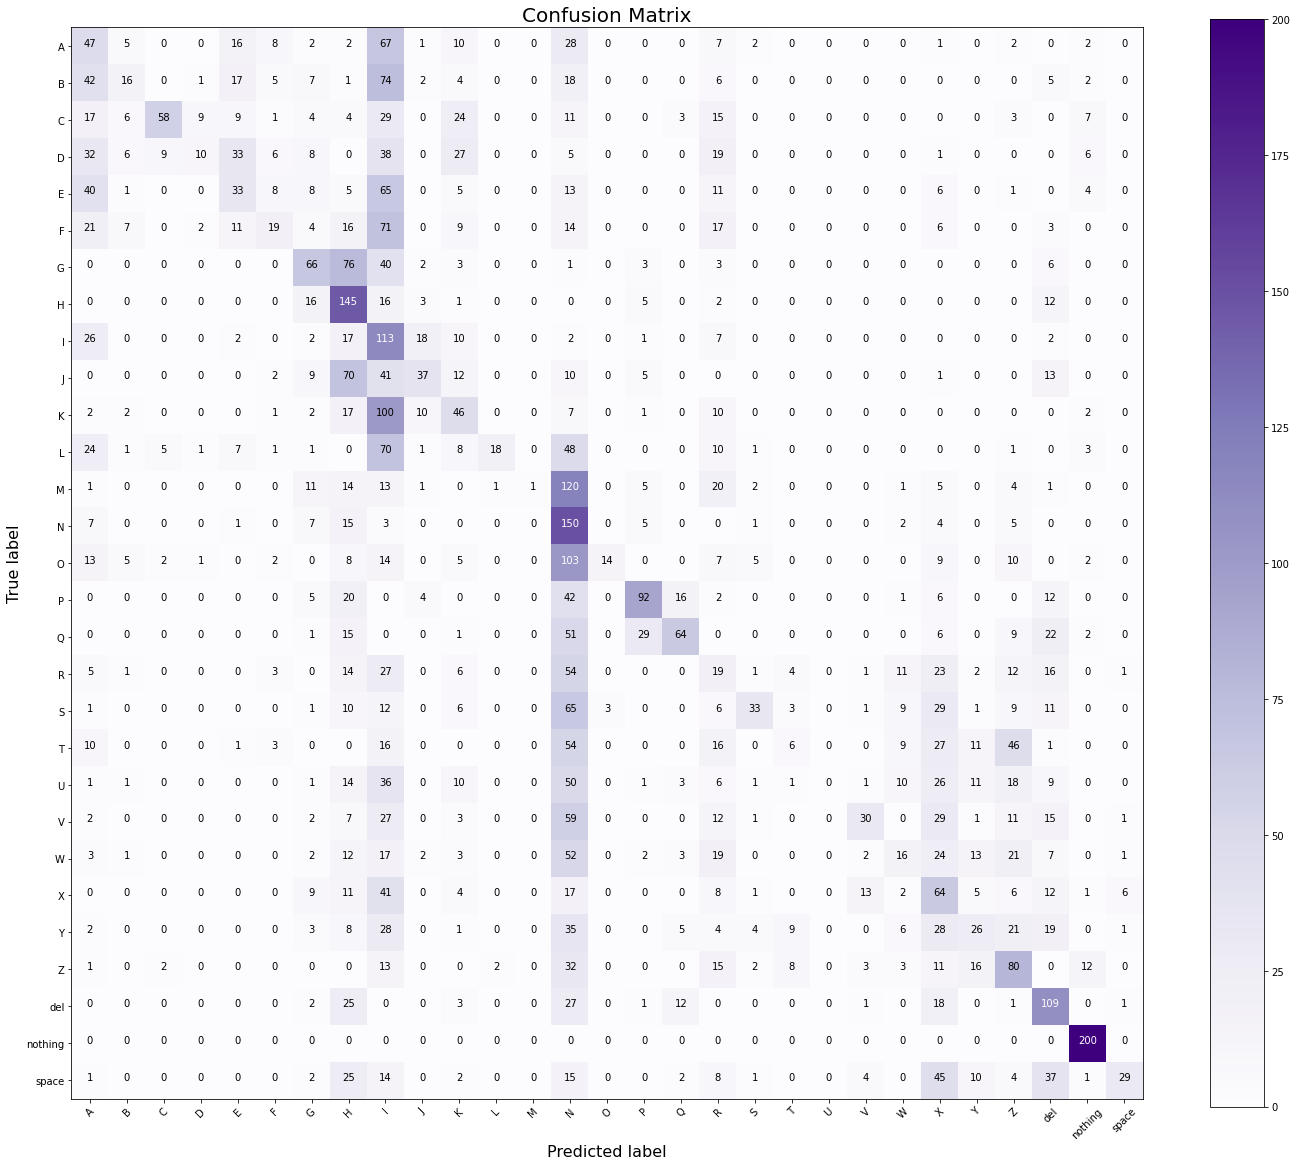 Confusion Matrix
True label
A 47 5 0 0 16 8 2 2 67 1 10 0 0 28 0 0 0 7 2 0 0 0 0 1 0 2 0 2 0
B 42 16 0 1 17 5 7 1 74 2 4 0 0 18 0 0 0 6 0 0 0 0 0 0 0 0 5 2 0
C 17 6 58 9 9 1 4 4 29 0 24 0 0 11 0 0 3 15 0 0 0 0 0 0 0 3 0 7 0
D 32 6 9 10 33 6 8 0 38 0 27 0 0 5 0 0 0 19 0 0 0 0 0 1 0 0 0 6 0
E 40 1 0 0 33 8 8 5 65 0 5 0 0 13 0 0 0 11 0 0 0 0 0 6 0 1 0 4 0
F 21 7 0 2 11 19 4 16 71 0 9 0 0 14 0 0 0 17 0 0 0 0 0 6 0 0 3 0 0
G 0 0 0 0 0 0 66 76 40 2 3 0 0 1 0 3 0 3 0 0 0 0 0 0 0 0 6 0 0
H 0 0 0 0 0 0 16 145 16 3 1 0 0 0 0 5 0 2 0 0 0 0 0 0 0 0 12 0 0
I 26 0 0 0 2 0 2 17 113 18 10 0 0 2 0 1 0 7 0 0 0 0 0 0 0 0 2 0 0
J 0 0 0 0 0 2 9 70 41 37 12 0 0 10 0 5 0 0 0 0 0 0 0 1 0 0 13 0 0
K 2 2 0 0 0 1 2 17 100 10 46 0 0 7 0 1 0 10 0 0 0 0 0 0 0 0 0 2 0
L 24 1 5 1 7 1 1 0 70 1 8 18 0 48 0 0 0 10 1 0 0 0 0 0 0 1 0 3 0
M 1 0 0 0 0 0 11 14 13 1 0 1 1 120 0 5 0 20 2 0 0 0 1 5 0 4 1 0 0
N 7 0 0 0 1 0 7 15 3 0 0 0 0 150 0 5 0 0 1 0 0 0 2 4 0 5 0 0 0
O 13 5 2 1 0 2 0 8 14 0 5 0 0 103 14 0 0 7 5 0 0 0 0 9 0 10 0 2 0
P 0 0 0 0 0 0 5 20 0 4 0 0 0 42 0 92 16 2 0 0 0 0 1 6 0 0 12 0 0
Q 0 0 0 0 0 0 1 15 0 0 1 0 0 51 0 29 64 0 0 0 0 0 0 6 0 9 22 2 0
R 5 1 0 0 0 3 0 14 27 0 6 0 0 54 0 0 0 19 1 4 0 1 11 23 2 12 16 0 1
S 1 0 0 0 0 0 1 10 12 0 6 0 0 65 3 0 0 6 33 3 0 1 9 29 1 9 11 0 0
T 10 0 0 0 1 3 0 0 16 0 0 0 0 54 0 0 0 16 0 6 0 0 9 27 11 46 1 0 0
U 1 1 0 0 0 0 1 14 36 0 10 0 0 50 0 1 3 6 1 1 0 1 10 26 11 18 9 0 0
V 2 0 0 0 0 0 2 7 27 0 3 0 0 59 0 0 0 12 1 0 0 30 0 29 1 11 15 0 1
W 3 1 0 0 0 0 2 12 17 2 3 0 0 52 0 2 3 19 0 0 0 2 16 24 13 21 7 0 1
X 0 0 0 0 0 0 9 11 41 0 4 0 0 17 0 0 0 8 1 0 0 13 2 64 5 6 12 1 6
Y 2 0 0 0 0 0 3 8 28 0 1 0 0 35 0 0 5 4 4 9 0 0 6 28 26 21 19 0 1
Z 1 0 2 0 0 0 0 0 13 0 0 2 0 32 0 0 0 15 2 8 0 3 3 11 16 80 0 12 0
del 0 0 0 0 0 0 2 25 0 0 3 0 0 27 0 1 12 0 0 0 0 1 0 18 0 1 109 0 1
nothing 0 0 0 0 0 0 0 0 0 0 0 0 0 0 0 0 0 0 0 0 0 0 0 0 0 0 0 200 0
space 1 0 0 0 0 0 2 25 14 0 2 0 0 15 0 0 2 8 1 0 0 4 0 45 10 4 37 1 29
A B C D E F G H I J K L M N O P Q R S T U V W X Y Z del nothing space
Predicted label
200
175
150
125
100
75
50
25
0